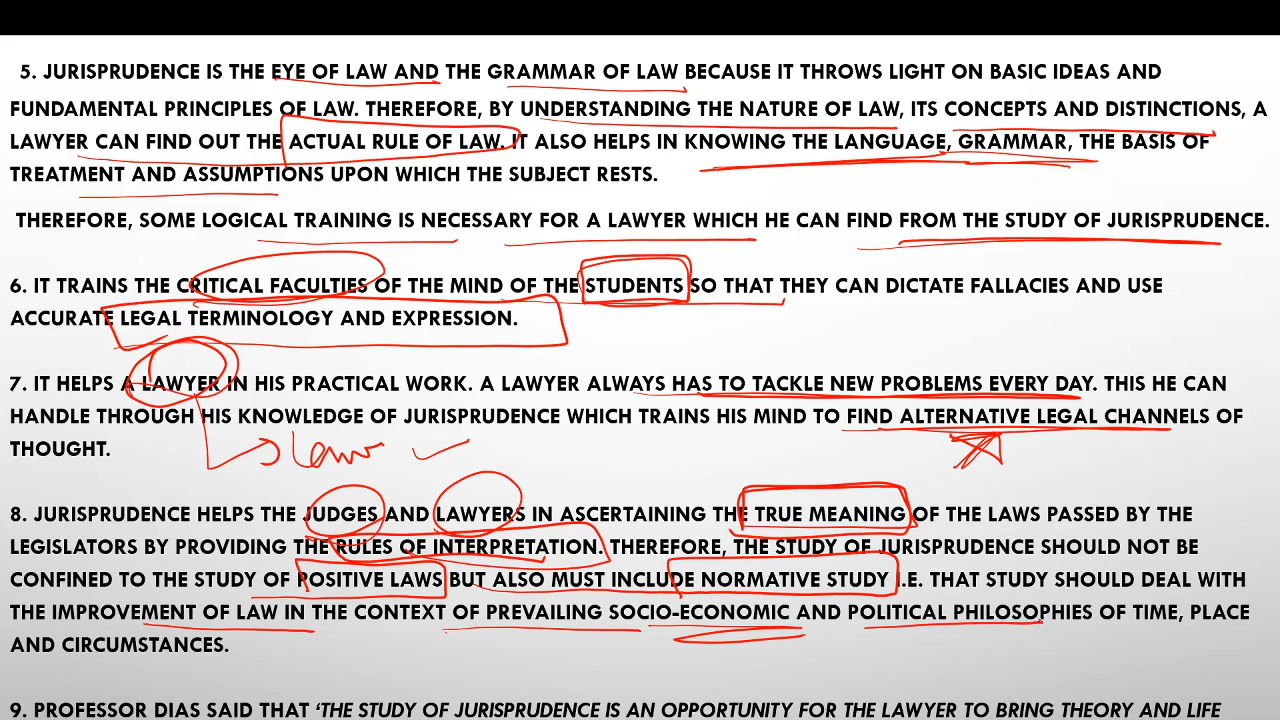 5. JURISPRUDENCE IS THE EYE OF LAW AND THE GRAMMAR OF LAW BECAUSE IT THROWS LIGHT ON BASIC IDEAS AND
FUNDAMENTAL PRINCIPLES OF LAW. THEREFORE, BY UNDERSTANDING THE NATURE OF LAW, ITS CONCEPTS AND DISTINCTIONS, A
LAWYER CAN FIND OUT THE ACTUAL RULE OF LAW. IT ALSO HELPS IN KNOWING THE LANGUAGE, GRAMMAR, THE BASIS OF
TREATMENT AND ASSUMPTIONS UPON WHICH THE SUBJECT RESTS.
THEREFORE, SOME LOGICAL TRAINING IS NECESSARY FOR A LAWYER WHICH HE CAN FIND FROM THE STUDY OF JURISPRUDENCE.
6. IT TRAINS THE CRITICAL FACULTIES OF THE MIND OF THE STUDENTS SO THAT THEY CAN DICTATE FALLACIES AND USE
ACCURATE LEGAL TERMINOLOGY AND EXPRESSION.
7. IT HELPS A LAWYER IN HIS PRACTICAL WORK. A LAWYER ALWAYS HAS TO TACKLE NEW PROBLEMS EVERY DAY. THIS HE CAN
HANDLE THROUGH HIS KNOWLEDGE OF JURISPRUDENCE WHICH TRAINS HIS MIND TO FIND ALTERNATIVE LEGAL CHANNELS OF
THOUGHT.
8. JURISPRUDENCE HELPS THE JUDGES AND LAWYERS IN ASCERTAINING THE TRUE MEANING OF THE LAWS PASSED BY THE
LEGISLATORS BY PROVIDING THE RULES OF INTERPRETATION. THEREFORE, THE STUDY OF JURISPRUDENCE SHOULD NOT BE
CONFINED TO THE STUDY OF POSITIVE LAWS BUT ALSO MUST INCLUDE NORMATIVE STUDY I.E. THAT STUDY SHOULD DEAL WITH
THE IMPROVEMENT OF LAW IN THE CONTEXT OF PREVAILING SOCIO-ECONOMIC AND POLITICAL PHILOSOPHIES OF TIME, PLACE
AND CIRCUMSTANCES.
9. PROFESSOR DIAS SAID THAT ‘THE STUDY OF JURISPRUDENCE IS AN OPPORTUNITY FOR THE LAWYER TO BRING THEORY AND LIFE